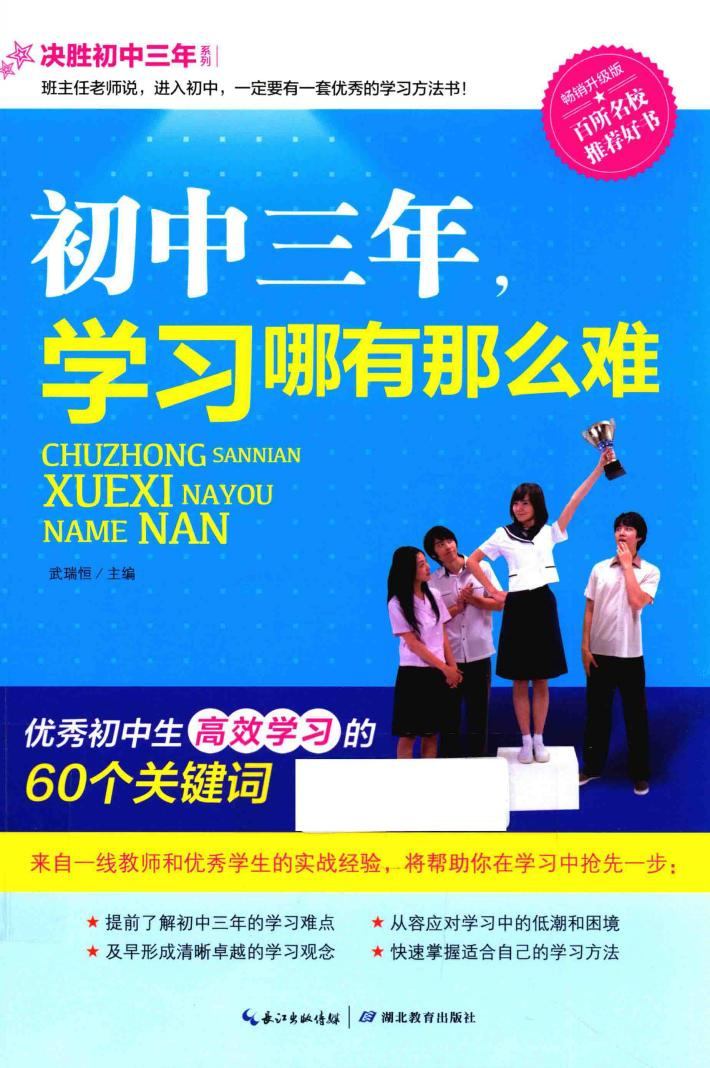 决胜初中三年系列
班主任老师说，进入初中，一定要有一套优秀的学习方法书！
畅销升级版
百所名校
推荐好书
初中三年，
学习哪有那么难
CHUZHONG SANNIAN
XUEXI NAYOU
NAME NAN
武瑞恒／主编
优秀初中生高效学习的
60个关键词
来自一线教师和优秀学生的实战经验，将帮助你在学习中抢先一步：
★提前了解初中三年的学习难点
★从容应对学习中的低潮和困境
★及早形成清晰卓越的学习观念
★快速掌握适合自己的学习方法
长江出版传媒
湖北教育出版社